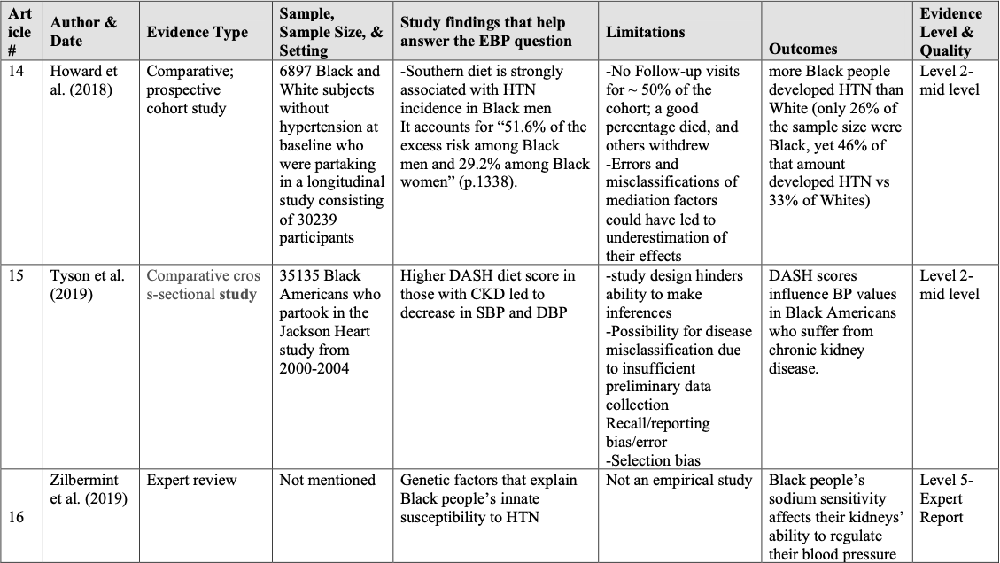 Art
icle
#
Author &
Date
Evidence Type
Sample,
Sample Size, &
Setting
Study findings that help
answer the EBP question
Limitations
Outcomes
Evidence
Level &
Quality
14
Howard et
al. (2018)
Comparative;
prospective
cohort study
6897 Black and
White subjects
without
hypertension at
baseline who
were partaking
in a longitudinal
study consisting
of 30239
participants
-Southern diet is strongly
associated with HTN
incidence in Black men
It accounts for “51.6% of the
excess risk among Black
men and 29.2% among Black
women” (p.1338).
-No Follow-up visits
for ~ 50% of the
cohort; a good
percentage died, and
others withdrew
-Errors and
misclassifications of
mediation factors
could have led to
underestimation of
their effects
more Black people
developed HTN than
White (only 26% of
the sample size were
Black, yet 46% of
that amount
developed HTN vs
33% of Whites)
Level 2-
mid level
15
Tyson et al.
(2019)
Comparative cros
s-sectional study
35135 Black
Americans who
partook in the
Jackson Heart
study from
2000-2004
Higher DASH diet score in
those with CKD led to
decrease in SBP and DBP
-study design hinders
ability to make
inferences
-Possibility for disease
misclassification due
to insufficient
preliminary data
collection
Recall/reporting
bias/error
-Selection bias
DASH scores
influence BP values
in Black Americans
who suffer from
chronic kidney
disease.
Level 2-
mid level
16
Zilbermint
et al. (2019)
Expert review
Not mentioned
Genetic factors that explain
Black people’s innate
susceptibility to HTN
Not an empirical study
Black people’s
sodium sensitivity
affects their kidneys’
ability to regulate
their blood pressure
Level 5-
Expert
Report